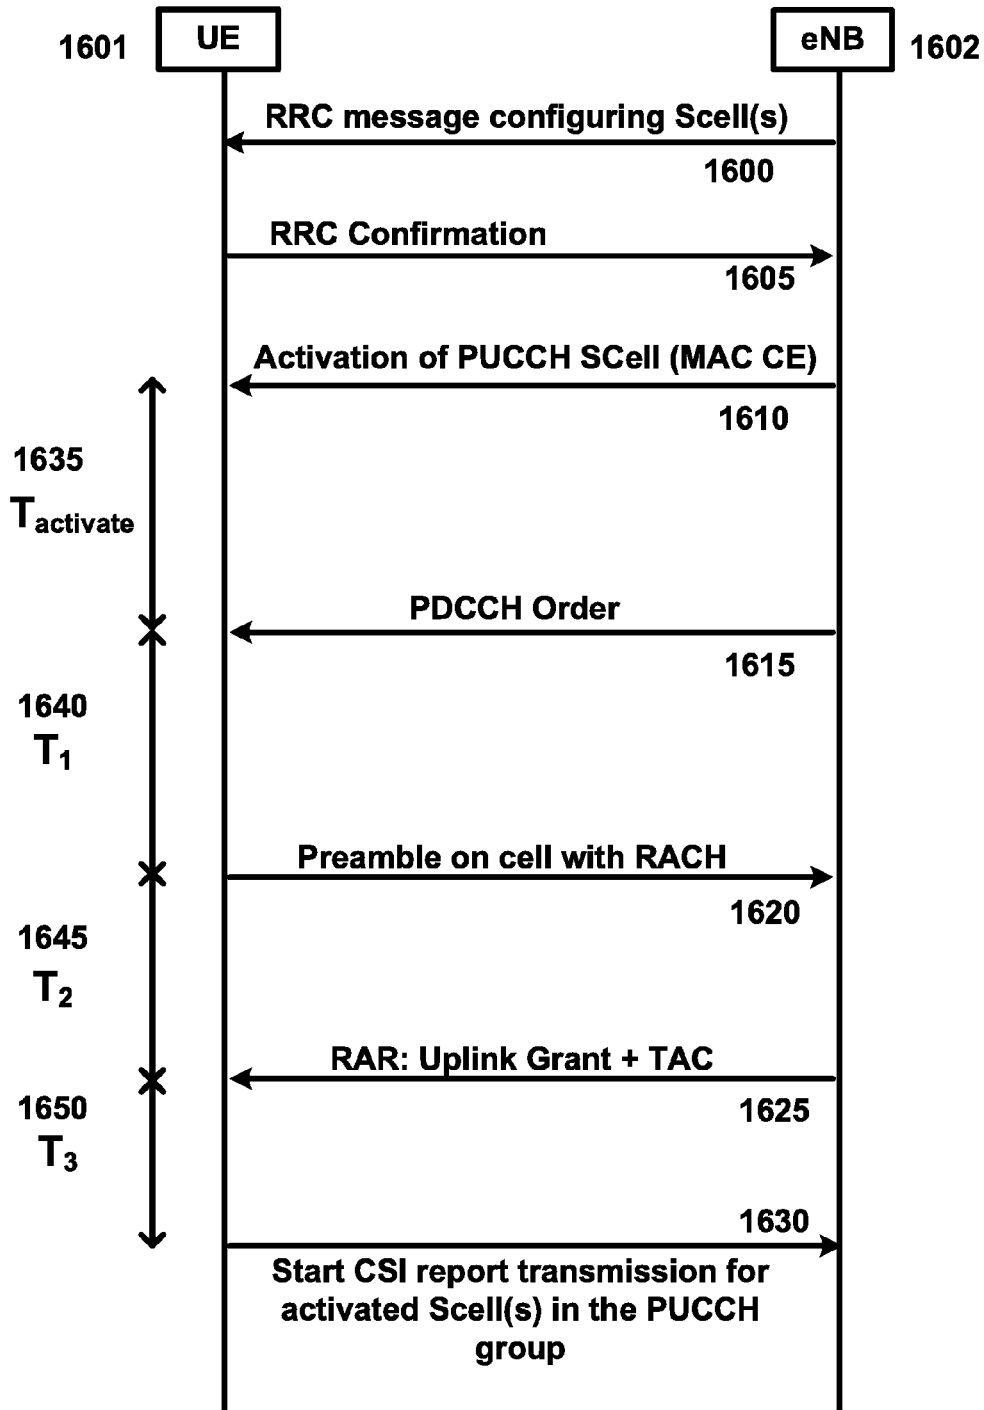 1601 UE eNB 1602
RRC message configuring Scell(s)
1600
RRC Confirmation
1605
Activation of PUCCH SCell (MAC CE)
1610
1635
Tactivate
PDCCH Order
1615
1640
T1
Preamble on cell with RACH
1620
1645
T2
RAR: Uplink Grant + TAC
1625
1650
T3
1630
Start CSI report transmission for
activated Scell(s) in the PUCCH
group